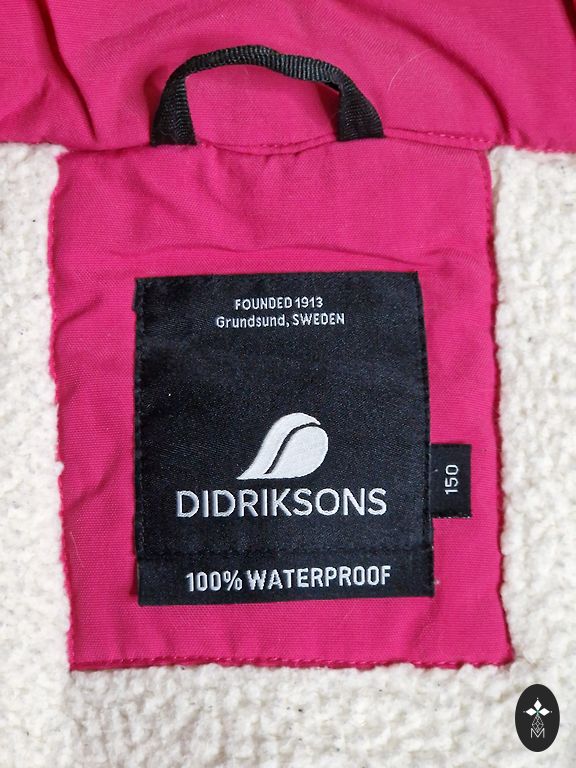 FOUNDED 1913
Grundsund, SWEDEN
DIDRIKSONS
150
100% WATERPROOF
M